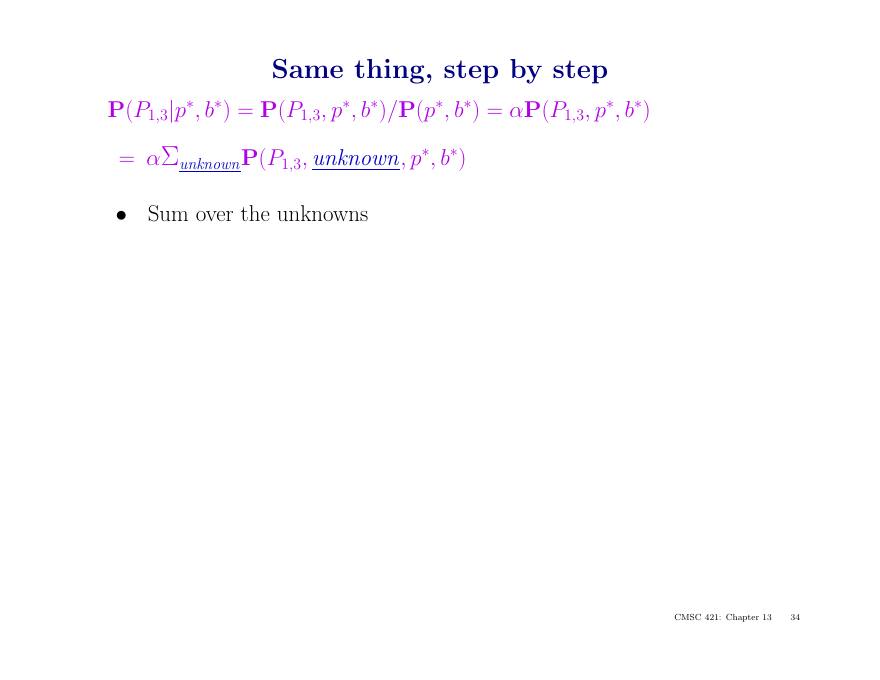 Same thing, step by step
P(P₁,₃|p*, b*) = P(P₁,₃, p*, b*)/P(p*, b*) = αP(P₁,₃, p*, b*)
= αΣ_unknown P(P₁,₃, unknown, p*, b*)
• Sum over the unknowns
CMSC 421: Chapter 13 34